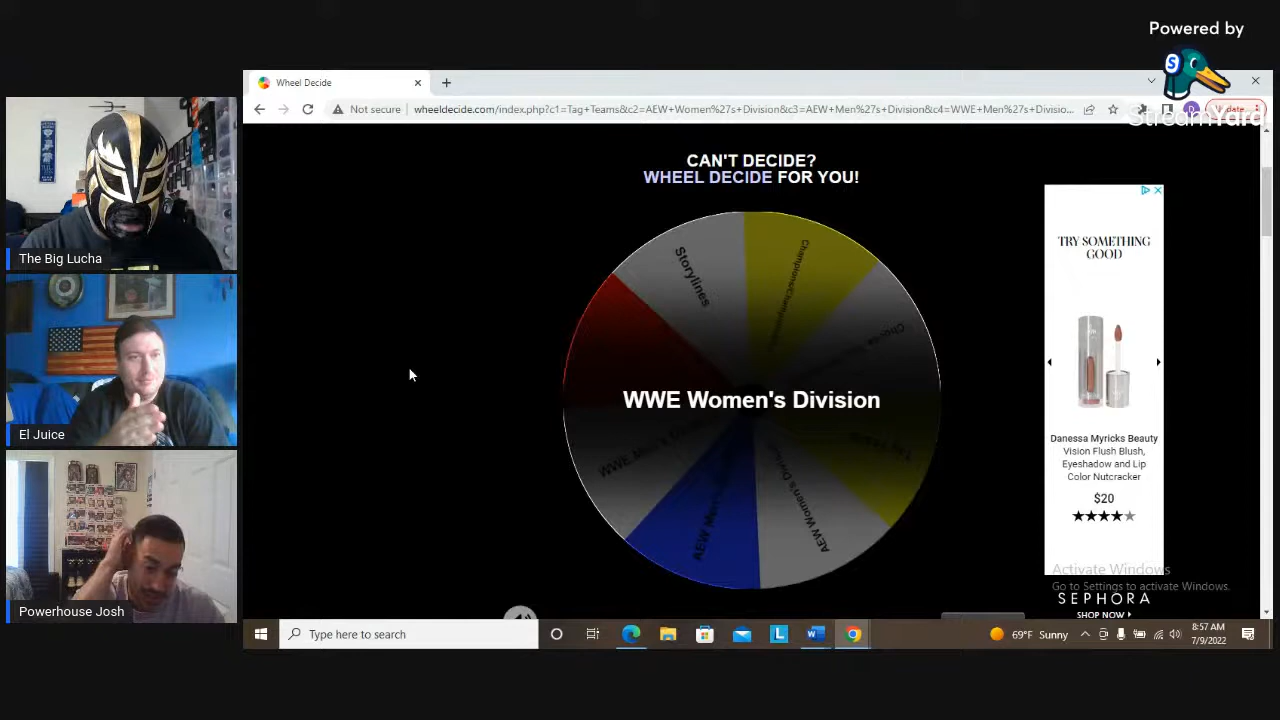 Powered by
StreamYard
Wheel Decide
Not secure
wheeldecide.com/index.php?c1=Tag+Teams&c2=AEW+Women%27s+Division&c3=AEW+Men%27s+Division&c4=WWE+Men%27s+Divisio...
CAN'T DECIDE?
WHEEL DECIDE FOR YOU!
Storylines
WWE Women's Division
WWE Men's
AEW Women's Division
AEW Men's
TRY SOMETHING
GOOD
Danessa Myricks Beauty
Vision Flush Blush,
Eyeshadow and Lip
Color Nutcracker
$20
★★★★★
SEPHORA
SHOP NOW
Activate Windows
Go to Settings to activate Windows.
The Big Lucha
El Juice
Powerhouse Josh
Type here to search
69°F Sunny
8:57 AM
7/9/2022